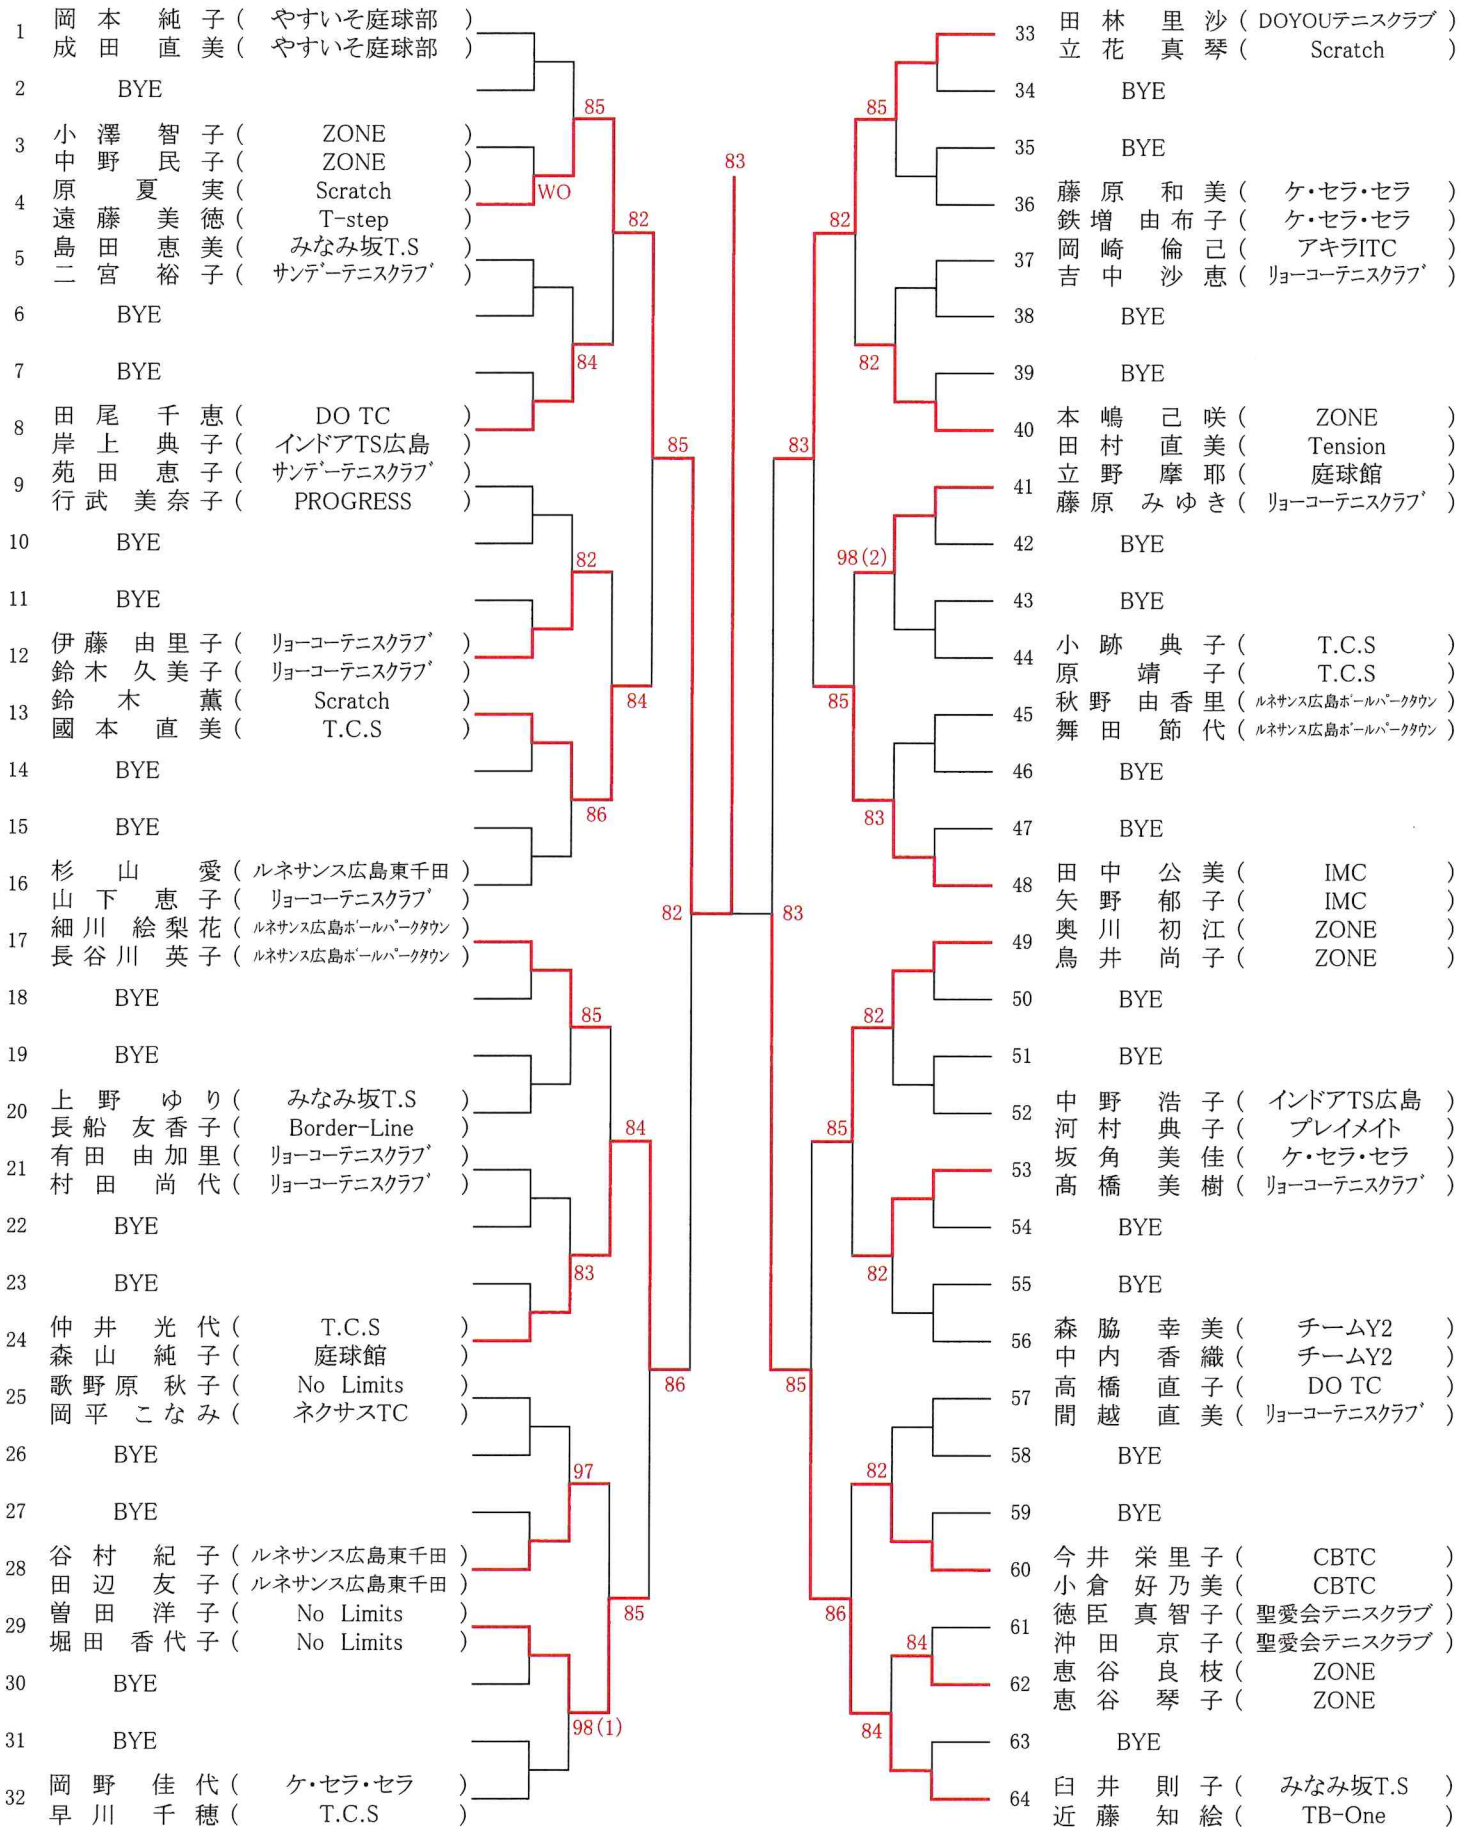 1 岡本 純子 ( やすいそ庭球部 )
成田 直美 ( やすいそ庭球部 )
2 BYE
85
3 小澤 智子 ( ZONE )
中野 民子 ( ZONE )
WO
4 原 夏実 ( Scratch )
遠藤 美徳 ( T-step )
82
5 島田 恵美 ( みなみ坂T.S )
二宮 裕子 ( サンデーテニスクラブ )
6 BYE
84
7 BYE
8 田尾 千恵 ( DO TC )
岸上 典子 ( インドアTS広島 )
85
9 苑田 恵子 ( サンデーテニスクラブ )
行武 美奈子 ( PROGRESS )
10 BYE
82
11 BYE
12 伊藤 由里子 ( リョーコーテニスクラブ )
鈴木 久美子 ( リョーコーテニスクラブ )
84
13 鈴木 薫 ( Scratch )
國本 直美 ( T.C.S )
14 BYE
86
15 BYE
16 杉山 愛 ( ルネサンス広島東千田 )
山下 恵子 ( リョーコーテニスクラブ )
82
17 細川 絵梨花 ( ルネサンス広島ボールパークタウン )
長谷川 英子 ( ルネサンス広島ボールパークタウン )
18 BYE
85
19 BYE
20 上野 ゆり ( みなみ坂T.S )
長船 友香子 ( Border-Line )
84
21 有田 由加里 ( リョーコーテニスクラブ )
村田 尚代 ( リョーコーテニスクラブ )
22 BYE
83
23 BYE
24 仲井 光代 ( T.C.S )
森山 純子 ( 庭球館 )
86
25 歌野原 秋子 ( No Limits )
岡平 こなみ ( ネクサスTC )
26 BYE
97
27 BYE
28 谷村 紀子 ( ルネサンス広島東千田 )
田辺 友子 ( ルネサンス広島東千田 )
85
29 曽田 洋子 ( No Limits )
堀田 香代子 ( No Limits )
30 BYE
98(1)
31 BYE
32 岡野 佳代 ( ケ・セラ・セラ )
早川 千穂 ( T.C.S )
83
33 田林 里沙 ( DOYOUテニスクラブ )
立花 真琴 ( Scratch )
34 BYE
85
35 BYE
36 藤原 和美 ( ケ・セラ・セラ )
鉄増 由布子 ( ケ・セラ・セラ )
82
37 岡崎 倫己 ( アキラITC )
吉中 沙恵 ( リョーコーテニスクラブ )
38 BYE
82
39 BYE
40 本嶋 己咲 ( ZONE )
田村 直美 ( Tension )
83
41 立野 摩耶 ( 庭球館 )
藤原 みゆき ( リョーコーテニスクラブ )
42 BYE
98(2)
43 BYE
44 小跡 典子 ( T.C.S )
原 靖子 ( T.C.S )
85
45 秋野 由香里 ( ルネサンス広島ボールパークタウン )
舞田 節代 ( ルネサンス広島ボールパークタウン )
46 BYE
83
47 BYE
48 田中 公美 ( IMC )
矢野 郁子 ( IMC )
83
49 奥川 初江 ( ZONE )
鳥井 尚子 ( ZONE )
50 BYE
82
51 BYE
52 中野 浩子 ( インドアTS広島 )
河村 典子 ( プレイメイト )
85
53 坂角 美佳 ( ケ・セラ・セラ )
髙橋 美樹 ( リョーコーテニスクラブ )
54 BYE
82
55 BYE
56 森脇 幸美 ( チームY2 )
中内 香織 ( チームY2 )
85
57 高橋 直子 ( DO TC )
間越 直美 ( リョーコーテニスクラブ )
58 BYE
82
59 BYE
60 今井 栄里子 ( CBTC )
小倉 好乃美 ( CBTC )
86
61 徳臣 真智子 ( 聖愛会テニスクラブ )
沖田 京子 ( 聖愛会テニスクラブ )
84
62 恵谷 良枝 ( ZONE )
恵谷 琴子 ( ZONE )
84
63 BYE
64 臼井 則子 ( みなみ坂T.S )
近藤 知絵 ( TB-One )